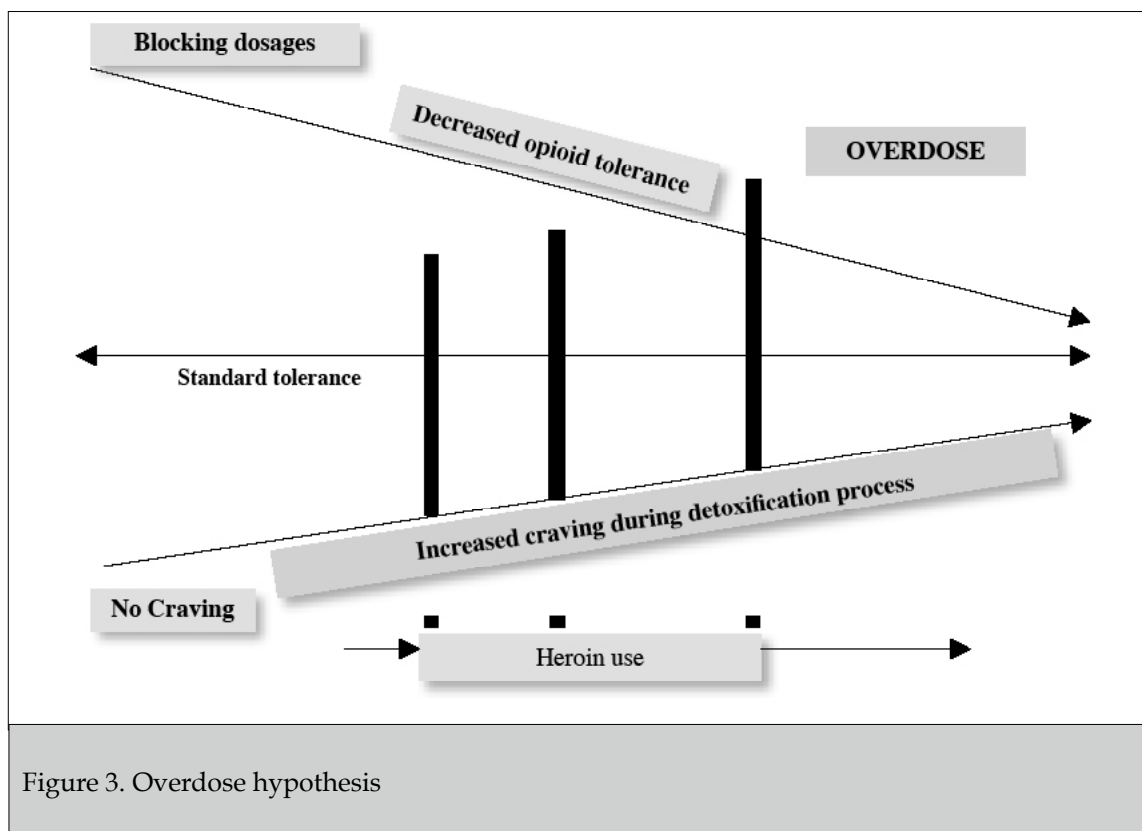 Blocking dosages
Decreased opioid tolerance
OVERDOSE
Standard tolerance
Increased craving during detoxification process
No Craving
Heroin use
Figure 3. Overdose hypothesis